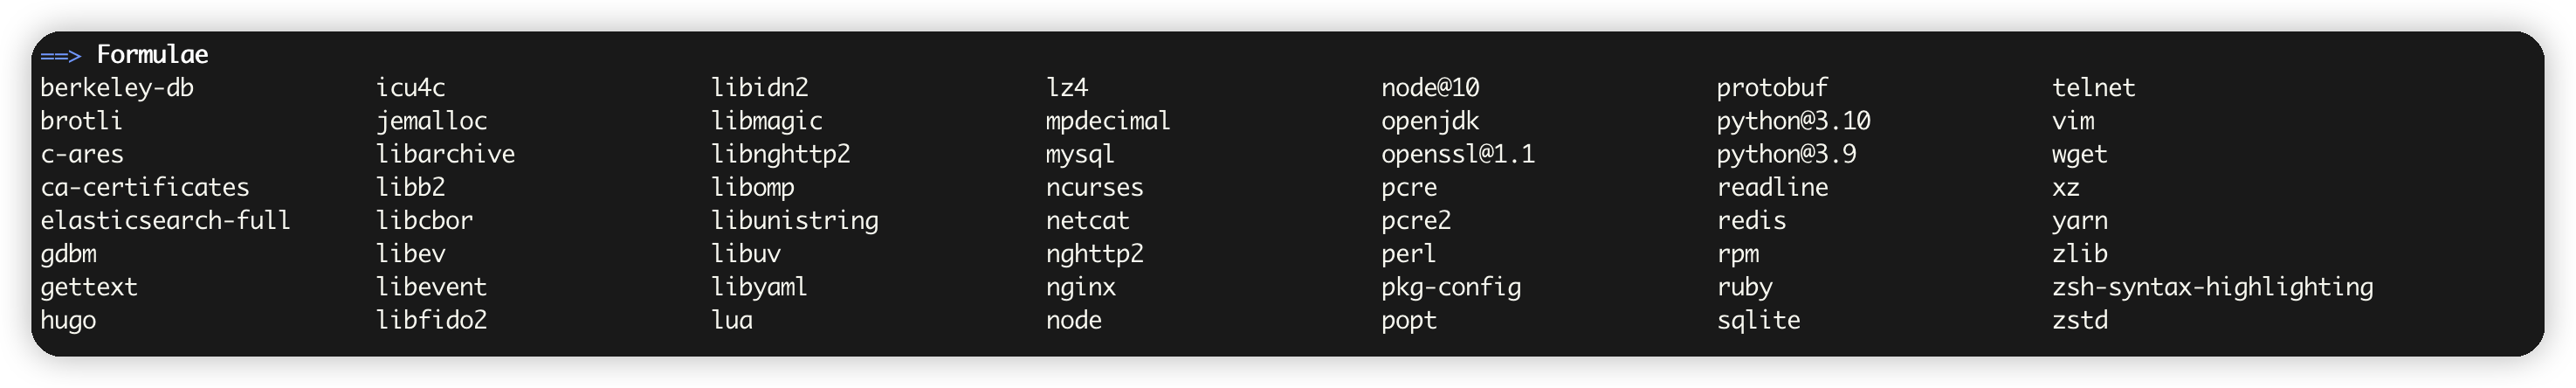 ==> Formulae
berkeley-db icu4c libidn2 lz4 node@10 protobuf telnet
brotli jemalloc libmagic mpdecimal openjdk python@3.10 vim
c-ares libarchive libnghttp2 mysql openssl@1.1 python@3.9 wget
ca-certificates libb2 libomp ncurses pcre readline xz
elasticsearch-full libcbor libunistring netcat pcre2 redis yarn
gdbm libev libuv nghttp2 perl rpm zlib
gettext libevent libyaml nginx pkg-config ruby zsh-syntax-highlighting
hugo libfido2 lua node popt sqlite zstd